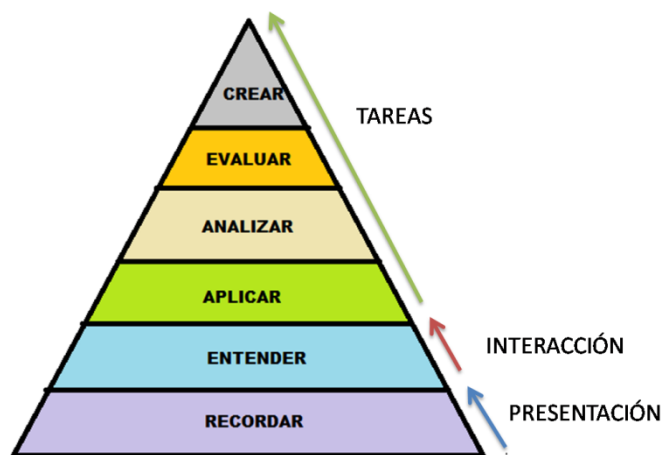 CREAR
TAREAS
EVALUAR
ANALIZAR
APLICAR
INTERACCIÓN
ENTENDER
PRESENTACIÓN
RECORDAR